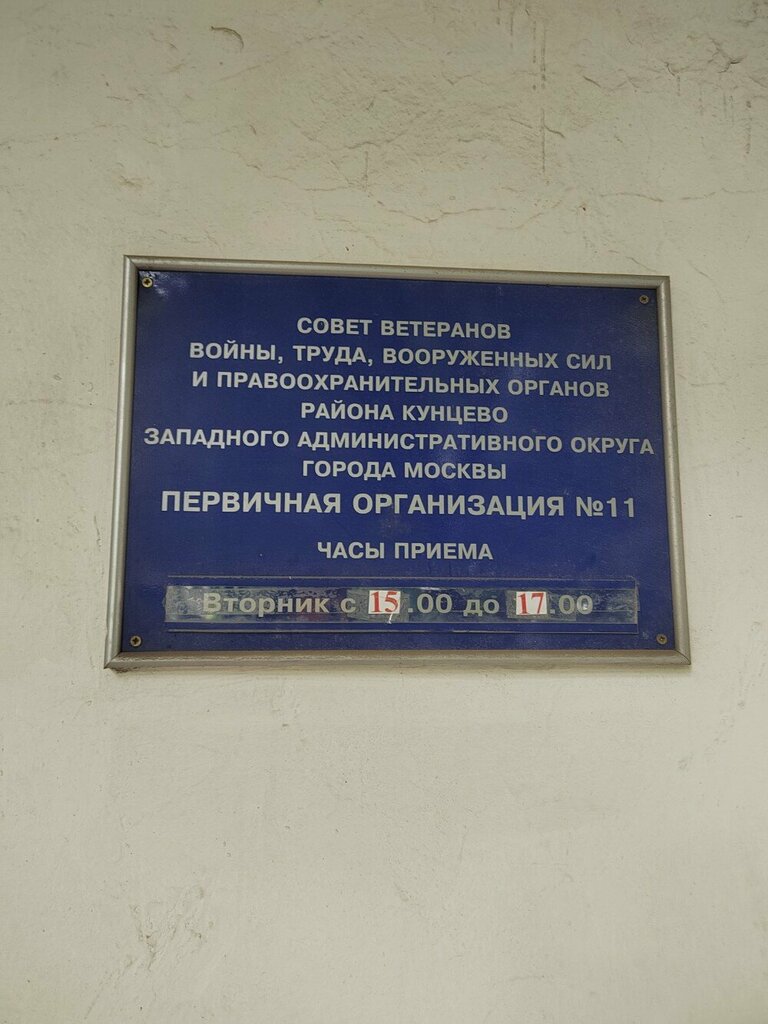 СОВЕТ ВЕТЕРАНОВ
ВОЙНЫ, ТРУДА, ВООРУЖЕННЫХ СИЛ
И ПРАВООХРАНИТЕЛЬНЫХ ОРГАНОВ
РАЙОНА КУНЦЕВО
ЗАПАДНОГО АДМИНИСТРАТИВНОГО ОКРУГА
ГОРОДА МОСКВЫ
ПЕРВИЧНАЯ ОРГАНИЗАЦИЯ №11
ЧАСЫ ПРИЕМА
Вторник с 15.00 до 17.00